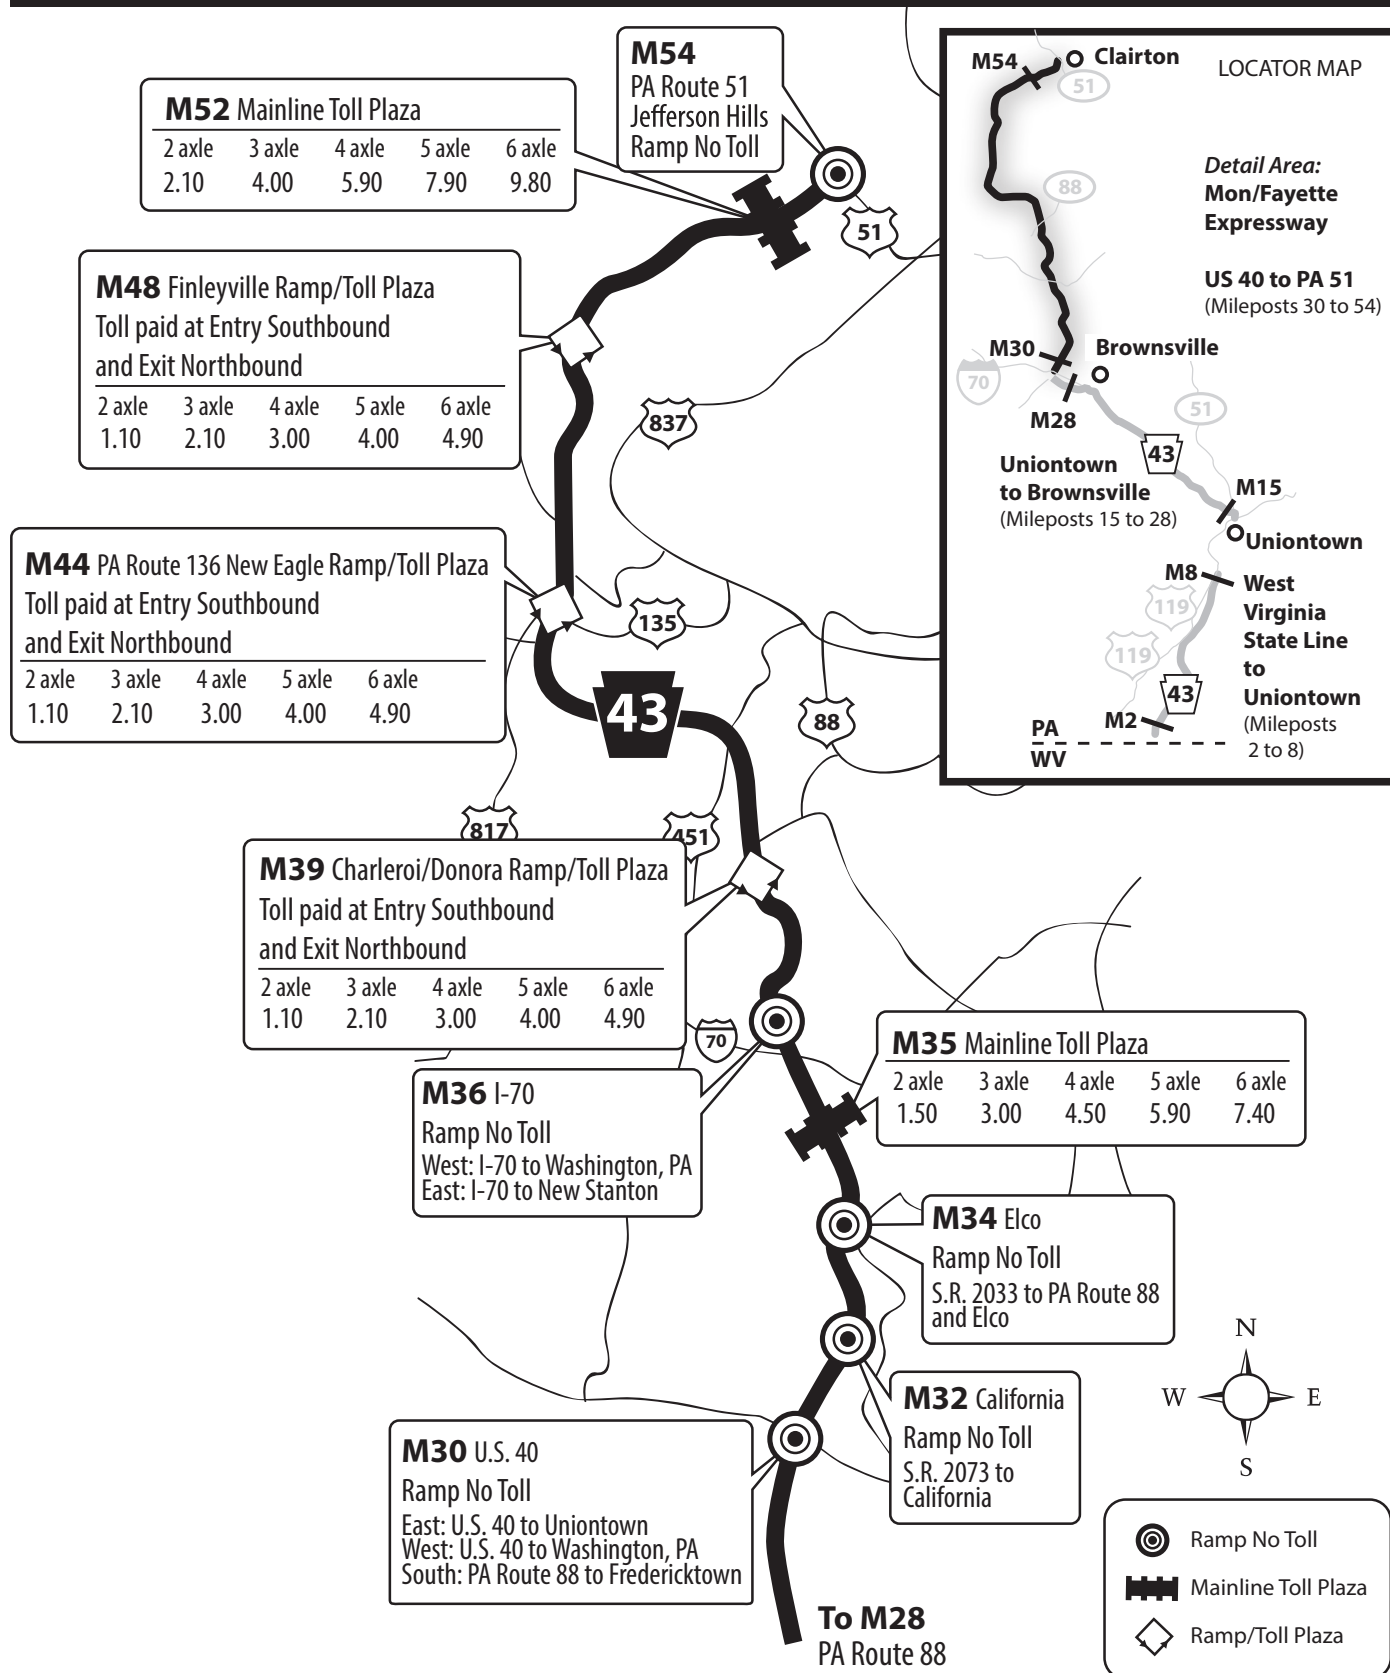 M54
PA Route 51
Jefferson Hills
Ramp No Toll
M52 Mainline Toll Plaza
2 axle 3 axle 4 axle 5 axle 6 axle
2.10 4.00 5.90 7.90 9.80
51
M48 Finleyville Ramp/Toll Plaza
Toll paid at Entry Southbound
and Exit Northbound
2 axle 3 axle 4 axle 5 axle 6 axle
1.10 2.10 3.00 4.00 4.90
837
M44 PA Route 136 New Eagle Ramp/Toll Plaza
Toll paid at Entry Southbound
and Exit Northbound
2 axle 3 axle 4 axle 5 axle 6 axle
1.10 2.10 3.00 4.00 4.90
135
43
88
817
451
M39 Charleroi/Donora Ramp/Toll Plaza
Toll paid at Entry Southbound
and Exit Northbound
2 axle 3 axle 4 axle 5 axle 6 axle
1.10 2.10 3.00 4.00 4.90
70
M36 I-70
Ramp No Toll
West: I-70 to Washington, PA
East: I-70 to New Stanton
M35 Mainline Toll Plaza
2 axle 3 axle 4 axle 5 axle 6 axle
1.50 3.00 4.50 5.90 7.40
M34 Elco
Ramp No Toll
S.R. 2033 to PA Route 88
and Elco
M32 California
Ramp No Toll
S.R. 2073 to
California
M30 U.S. 40
Ramp No Toll
East: U.S. 40 to Uniontown
West: U.S. 40 to Washington, PA
South: PA Route 88 to Fredericktown
To M28
PA Route 88
LOCATOR MAP
M54
Clairton
51
88
Detail Area:
Mon/Fayette
Expressway
US 40 to PA 51
(Mileposts 30 to 54)
M30
Brownsville
70
M28
51
43
Uniontown
to Brownsville
(Mileposts 15 to 28)
M15
Uniontown
M8
119
119
43
West
Virginia
State Line
to
Uniontown
(Mileposts
2 to 8)
M2
PA
WV
N
W E
S
Ramp No Toll
Mainline Toll Plaza
Ramp/Toll Plaza